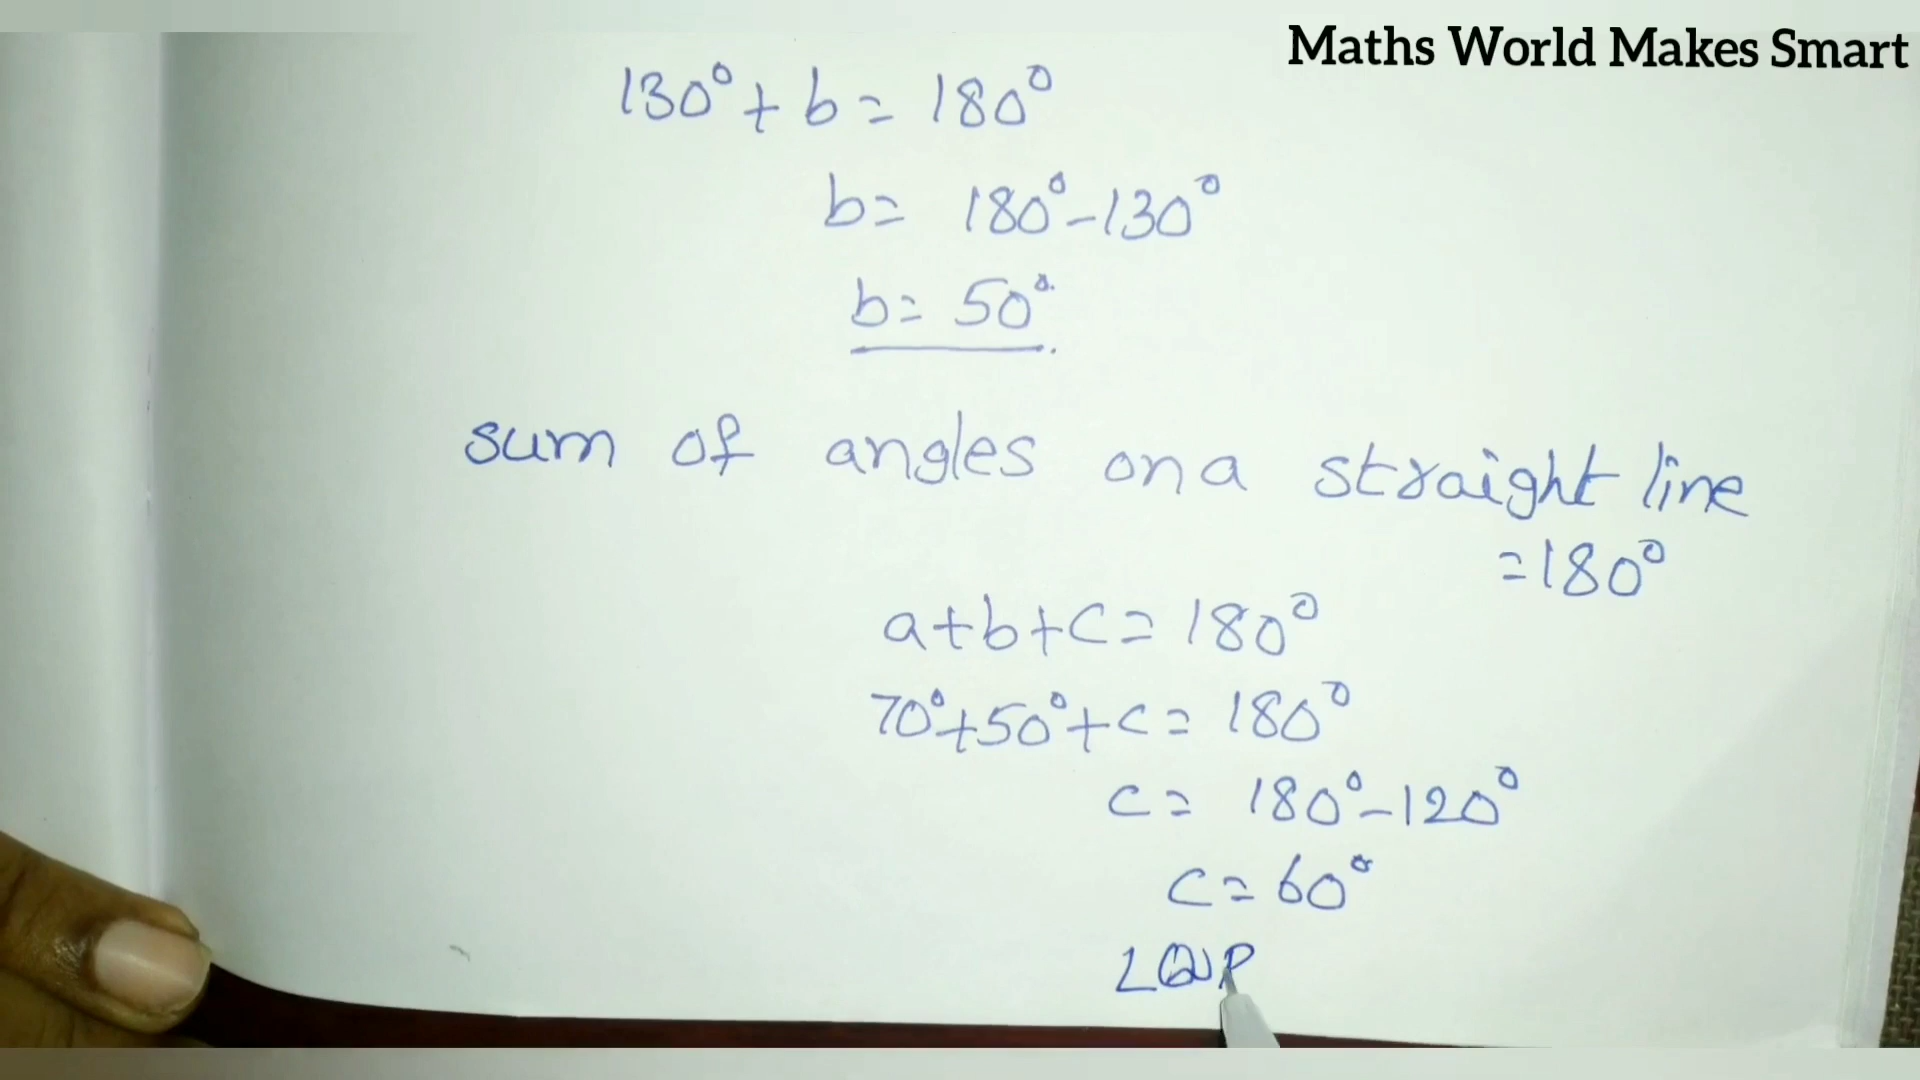 Maths World Makes Smart
130° + b = 180°
b = 180° - 130°
b = 50°.
sum of angles on a straight line
= 180°
a + b + c = 180°
70° + 50° + c = 180°
c = 180° - 120°
c = 60°